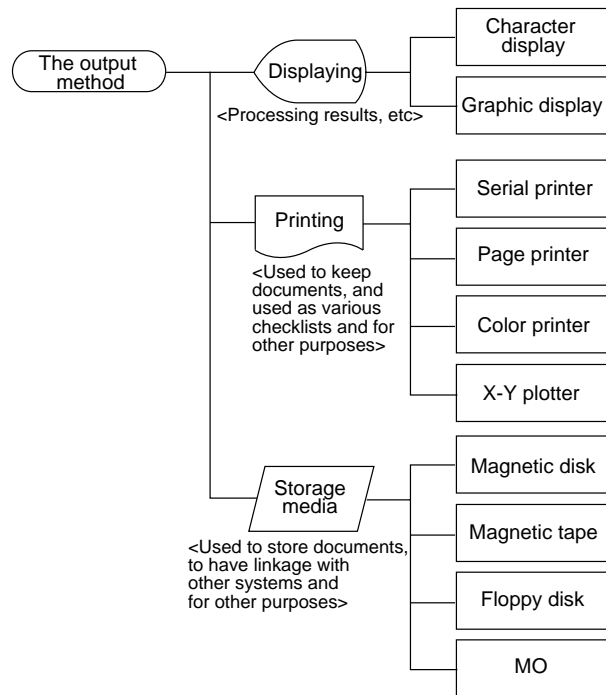 The output
method
Displaying
<Processing results, etc>
Character
display
Graphic display
Printing
<Used to keep
documents, and
used as various
checklists and for
other purposes>
Serial printer
Page printer
Color printer
X-Y plotter
Storage
media
<Used to store documents,
to have linkage with
other systems and
for other purposes>
Magnetic disk
Magnetic tape
Floppy disk
MO